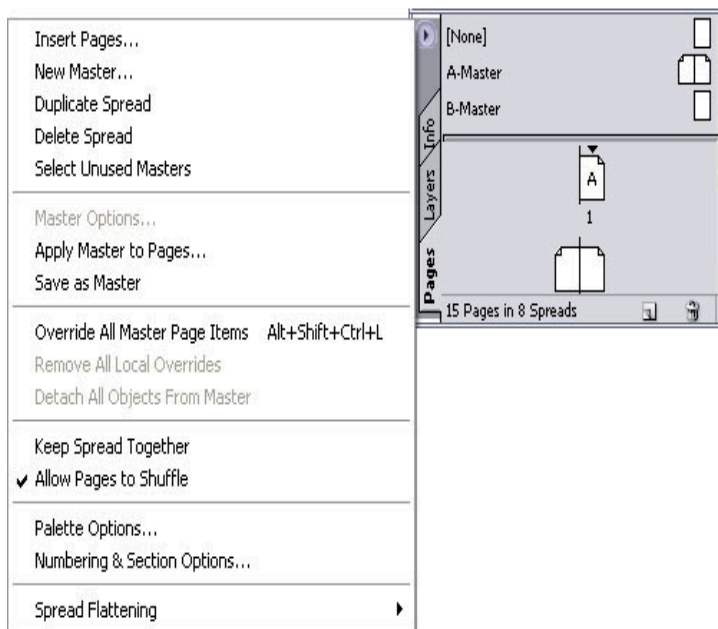 Insert Pages...
New Master...
Duplicate Spread
Delete Spread
Select Unused Masters
Master Options...
Apply Master to Pages...
Save as Master
Override All Master Page Items Alt+Shift+Ctrl+L
Remove All Local Overrides
Detach All Objects From Master
Keep Spread Together
Allow Pages to Shuffle
Palette Options...
Numbering & Section Options...
Spread Flattening
Info
Layers
Pages
[None]
A-Master
B-Master
A
1
15 Pages in 8 Spreads